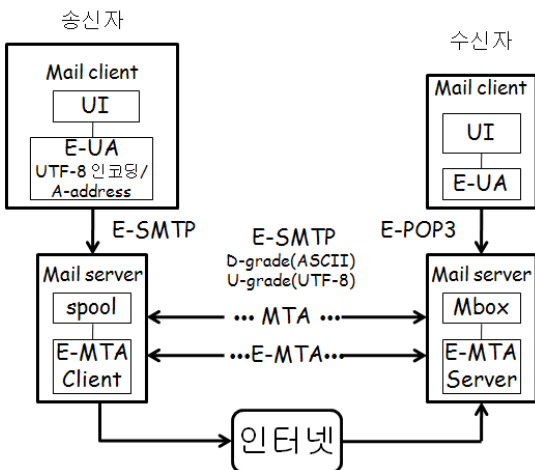 송신자
Mail client
UI
E-UA
UTF-8 인코딩/
A-address
E-SMTP
Mail server
spool
E-MTA
Client
E-SMTP
D-grade(ASCII)
U-grade(UTF-8)
••• MTA •••
•••E-MTA•••
인터넷
수신자
Mail client
UI
E-UA
E-POP3
Mail server
Mbox
E-MTA
Server